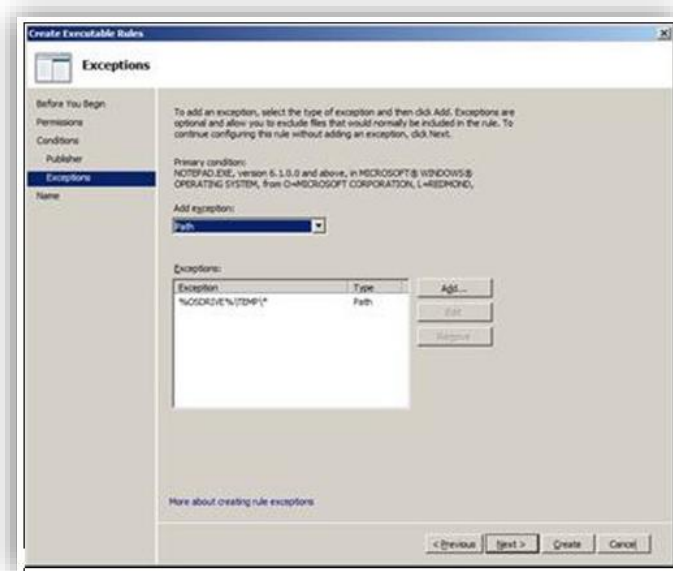 Create Executable Rules
Exceptions
Before You Begin
Permissions
Conditions
Publisher
Exceptions
Name
To add an exception, select the type of exception and then click Add. Exceptions are
optional and allow you to exclude files that would normally be included in the rule. To
continue configuring this rule without adding an exception, click Next.
Primary condition:
NOTEPAD.EXE, version 6.1.0.0 and above, in MICROSOFT® WINDOWS®
OPERATING SYSTEM, from O=MICROSOFT CORPORATION, L=REDMOND,
Add exception:
Path
Exceptions:
Exception Type
%OSDRIVE%\TEMP\* Path
Add...
Edit
Remove
More about creating rule exceptions
< Previous Next > Create Cancel